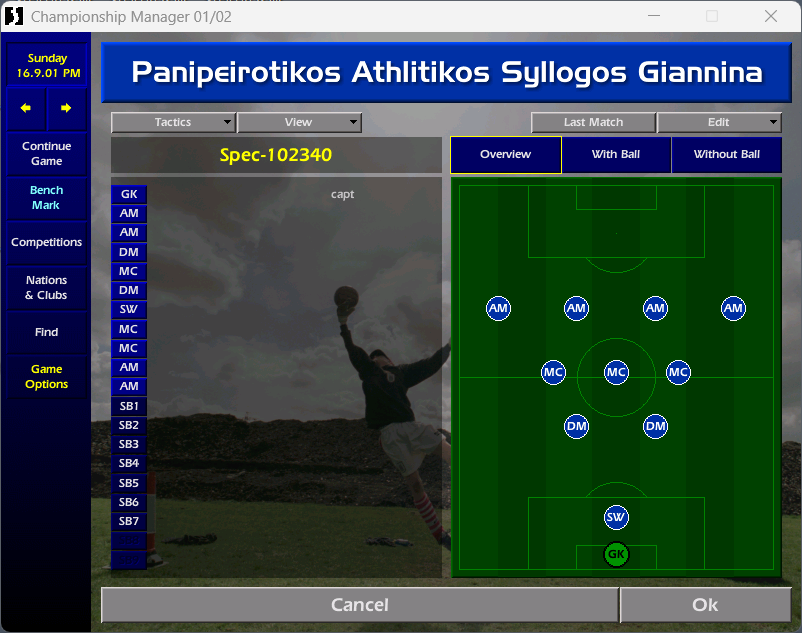 Championship Manager 01/02
Sunday
16.9.01 PM
Continue
Game
Bench
Mark
Competitions
Nations
& Clubs
Find
Game
Options
Panipeirotikos Athlitikos Syllogos Giannina
Tactics
View
Last Match
Edit
Spec-102340
Overview
With Ball
Without Ball
GK
capt
AM
AM
DM
MC
DM
SW
MC
MC
AM
AM
SB1
SB2
SB3
SB4
SB5
SB6
SB7
AM AM AM AM
MC MC MC
DM DM
SW
GK
Cancel
Ok